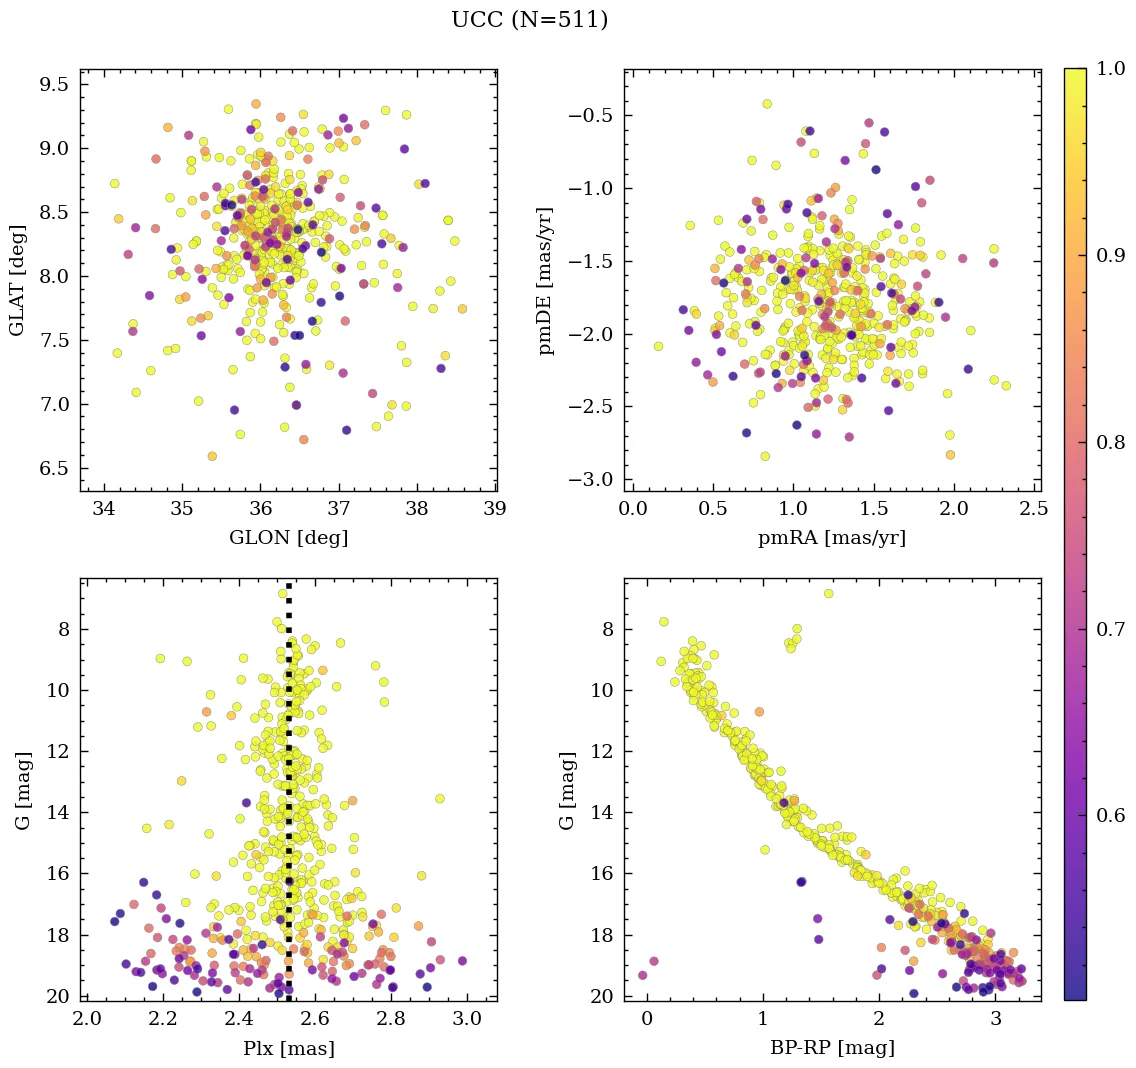 UCC (N=511)
9.5
9.0
8.5
8.0
7.5
7.0
6.5
GLAT [deg]
34 35 36 37 38 39
GLON [deg]
−0.5
−1.0
−1.5
−2.0
−2.5
−3.0
pmDE [mas/yr]
0.0 0.5 1.0 1.5 2.0 2.5
pmRA [mas/yr]
8
10
12
14
16
18
20
G [mag]
2.0 2.2 2.4 2.6 2.8 3.0
Plx [mas]
8
10
12
14
16
18
20
G [mag]
0 1 2 3
BP-RP [mag]
1.0
0.9
0.8
0.7
0.6